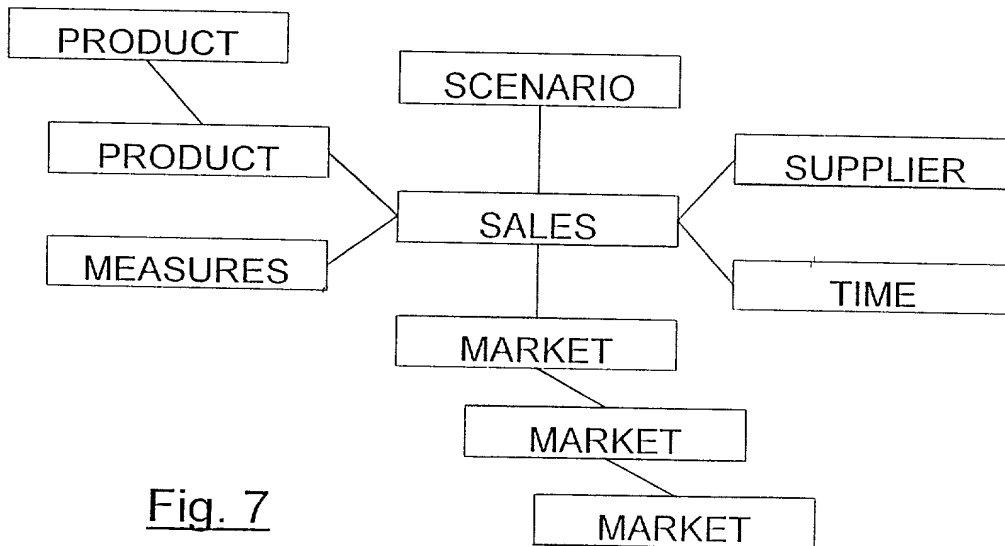 PRODUCT
SCENARIO
PRODUCT
SUPPLIER
SALES
MEASURES
TIME
MARKET
MARKET
MARKET
Fig. 7